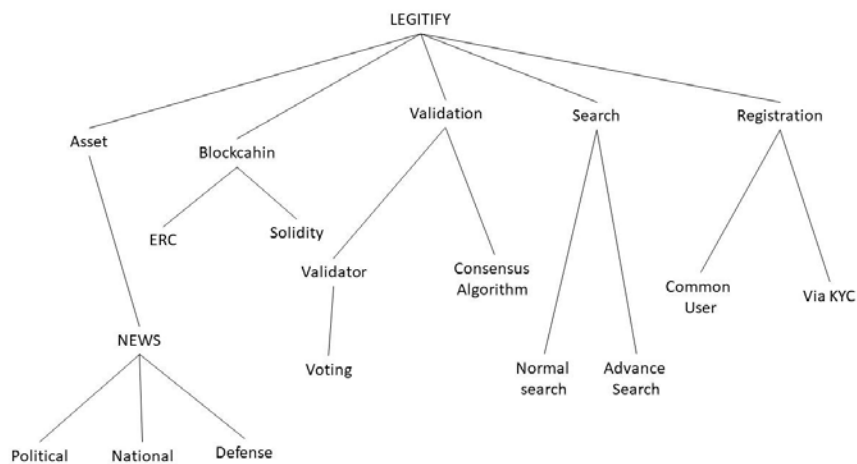 LEGITIFY
Asset
Blockcahin
Validation
Search
Registration
ERC
Solidity
Validator
Consensus
Algorithm
Common
User
Via KYC
NEWS
Voting
Normal
search
Advance
Search
Political
National
Defense